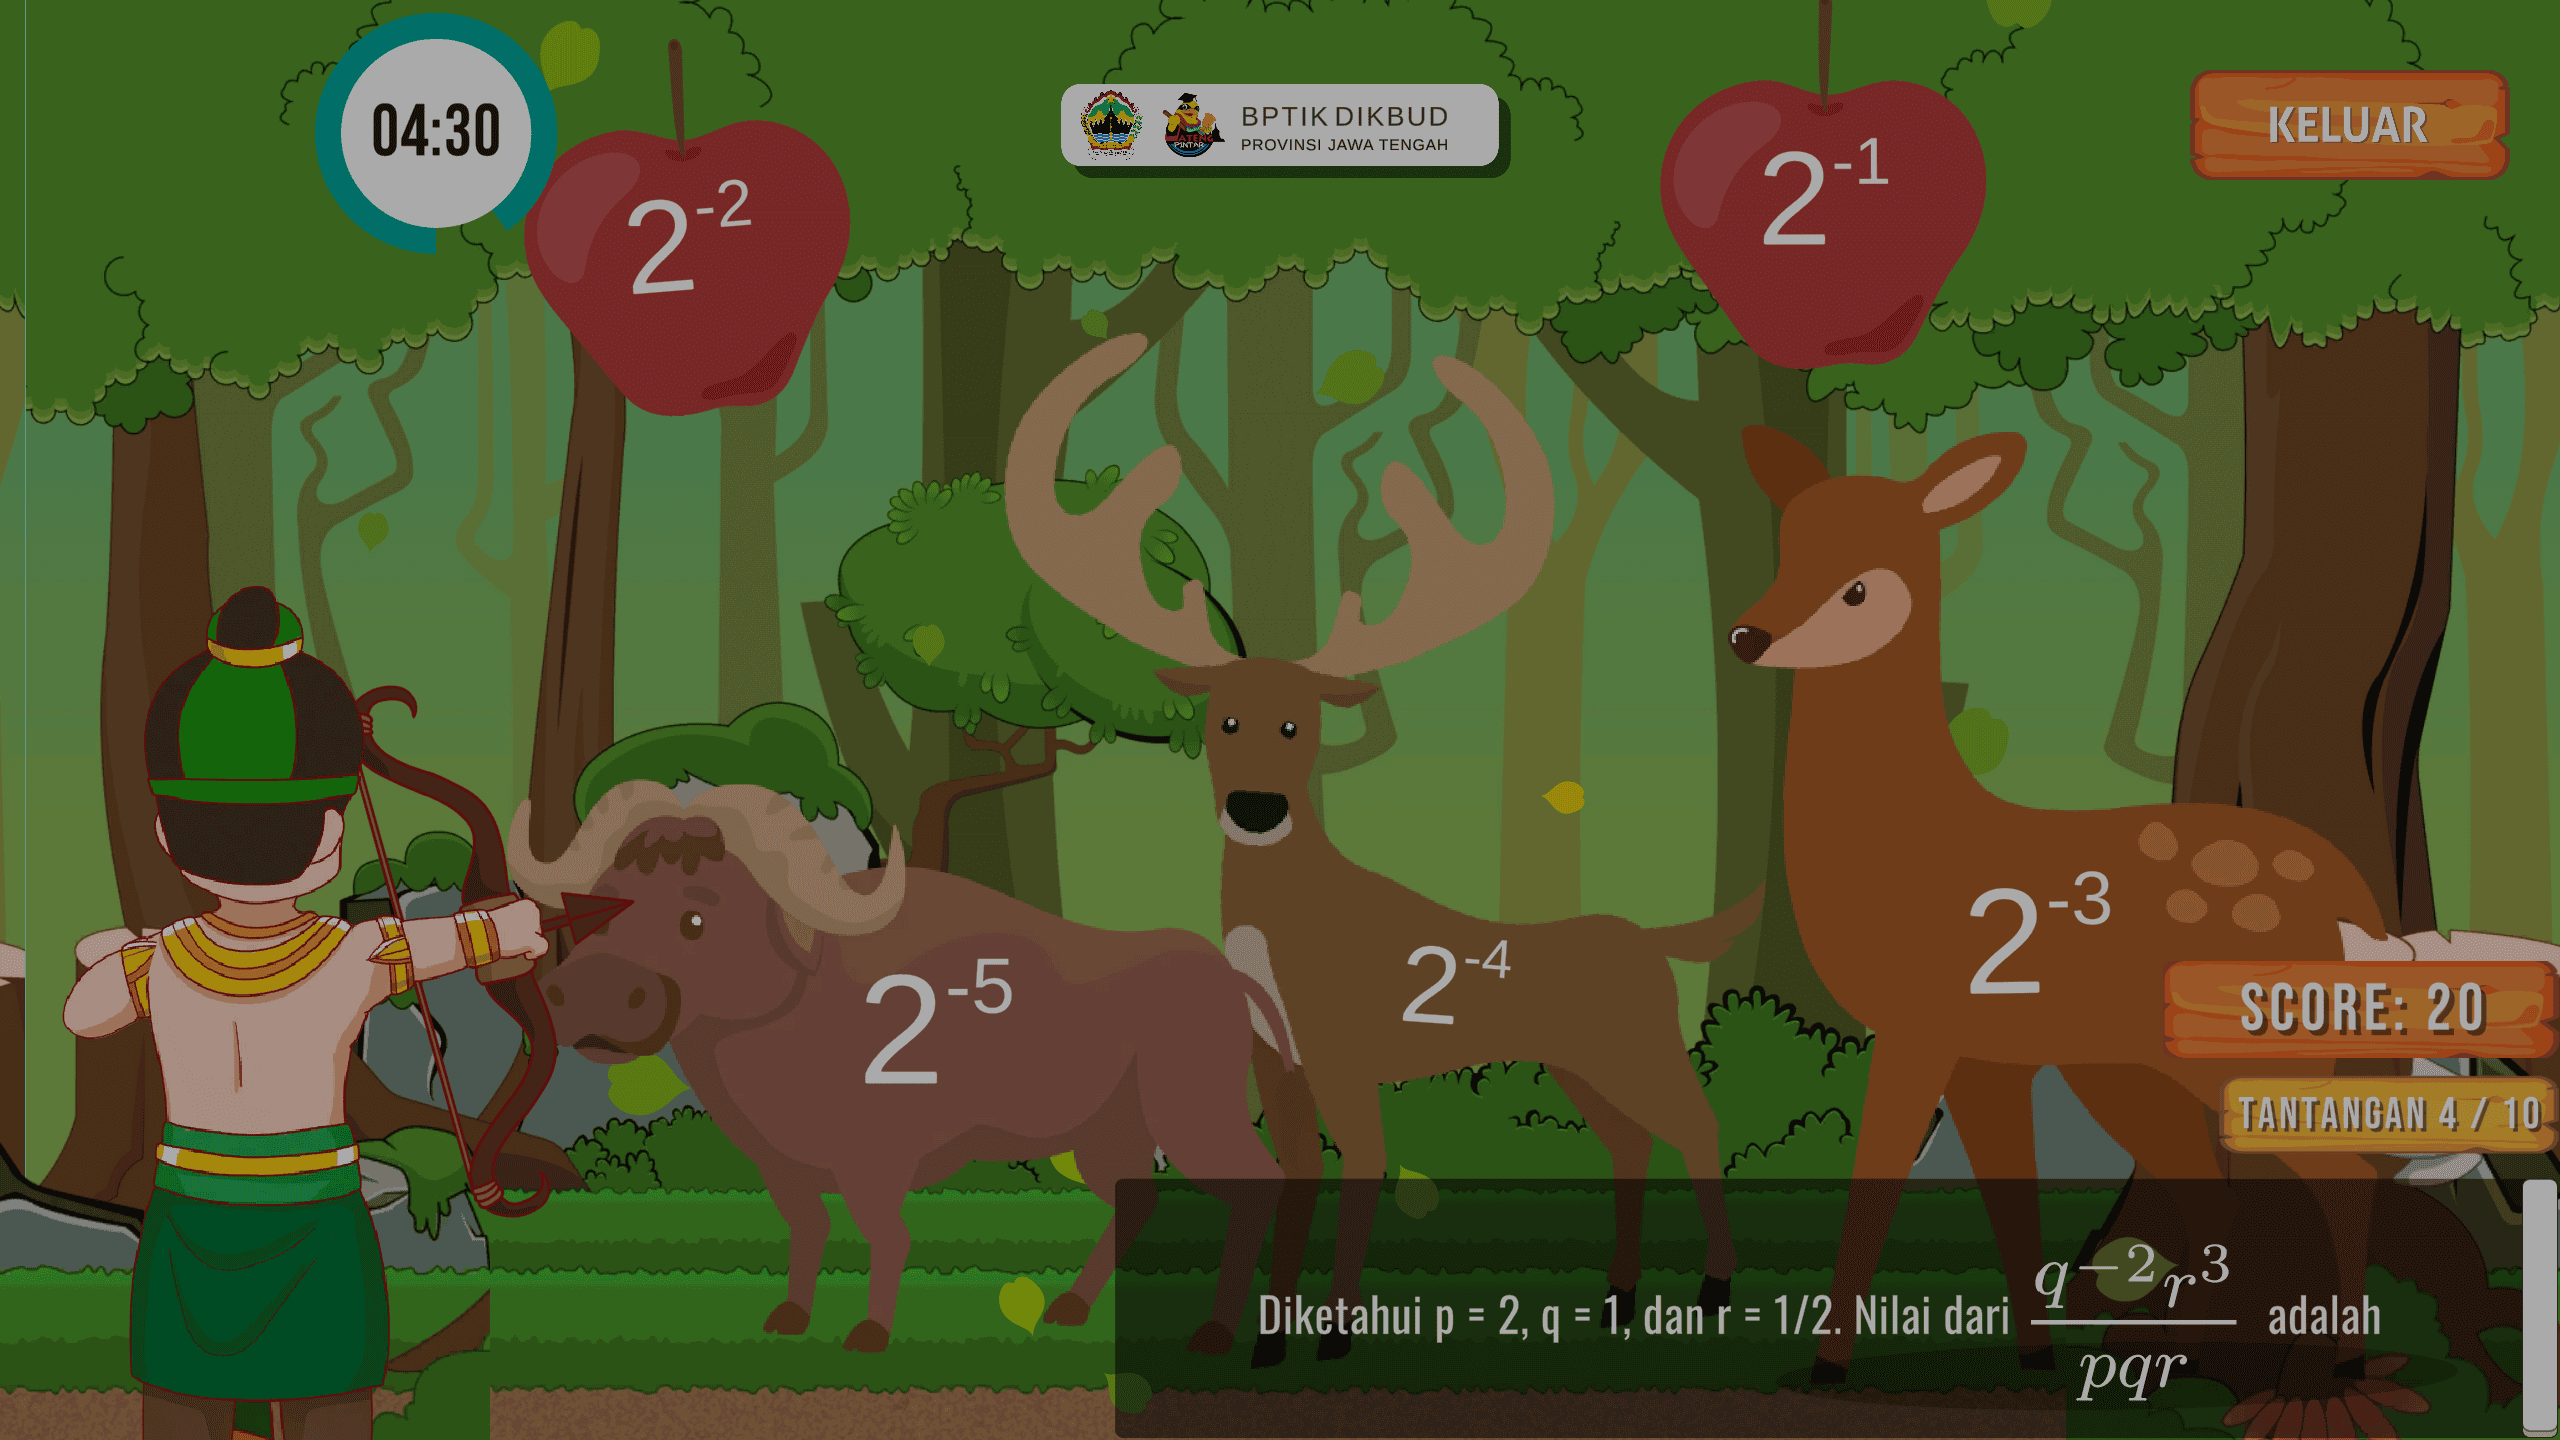 04:30
BPTIK DIKBUD
PROVINSI JAWA TENGAH
KELUAR
2^-2
2^-1
2^-5
2^-4
2^-3
SCORE: 20
TANTANGAN 4 / 10
Diketahui p = 2, q = 1, dan r = 1/2. Nilai dari \frac{q^{-2}r^3}{pqr} adalah